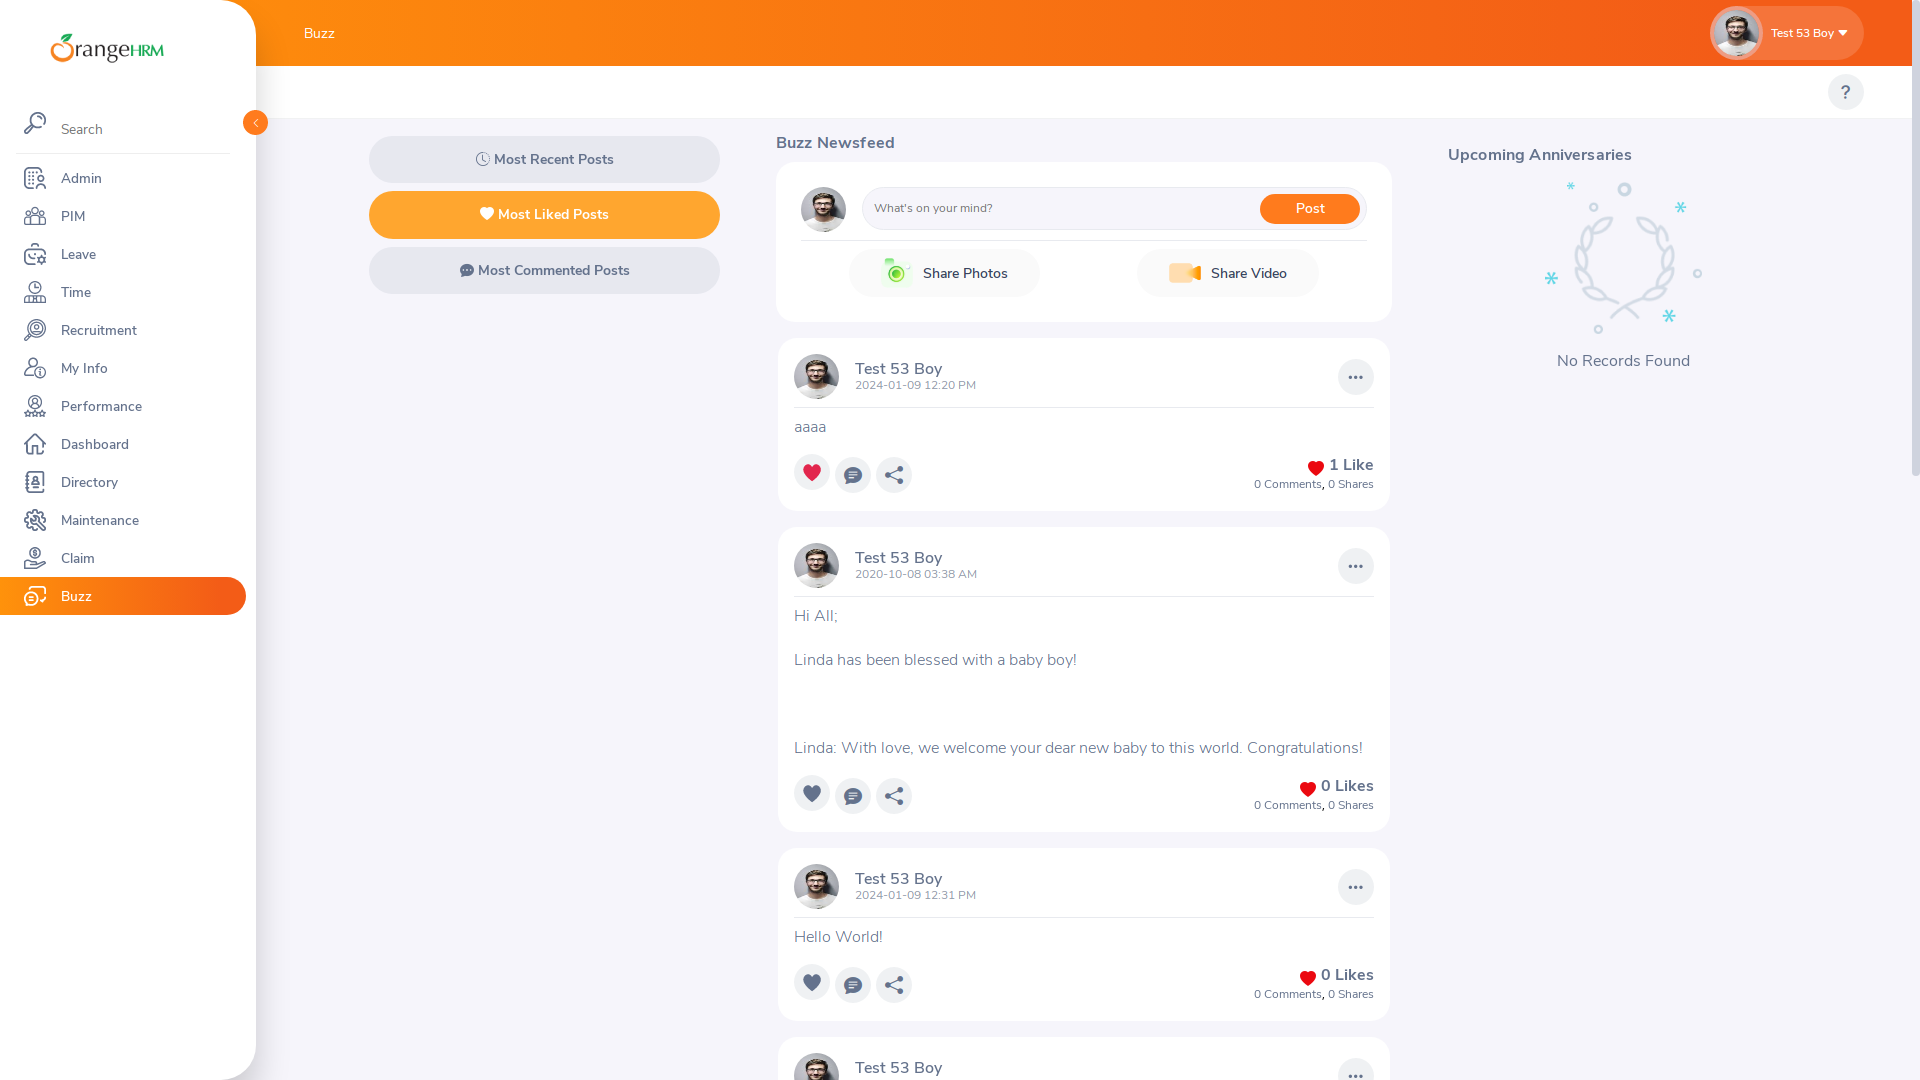 OrangeHRM
Buzz
Test 53 Boy
?
Search
Admin
PIM
Leave
Time
Recruitment
My Info
Performance
Dashboard
Directory
Maintenance
Claim
Buzz
Most Recent Posts
Most Liked Posts
Most Commented Posts
Buzz Newsfeed
What's on your mind?
Post
Share Photos
Share Video
Test 53 Boy
2024-01-09 12:20 PM
aaaa
1 Like
0 Comments, 0 Shares
Test 53 Boy
2020-10-08 03:38 AM
Hi All;
Linda has been blessed with a baby boy!
Linda: With love, we welcome your dear new baby to this world. Congratulations!
0 Likes
0 Comments, 0 Shares
Test 53 Boy
2024-01-09 12:31 PM
Hello World!
0 Likes
0 Comments, 0 Shares
Test 53 Boy
Upcoming Anniversaries
No Records Found